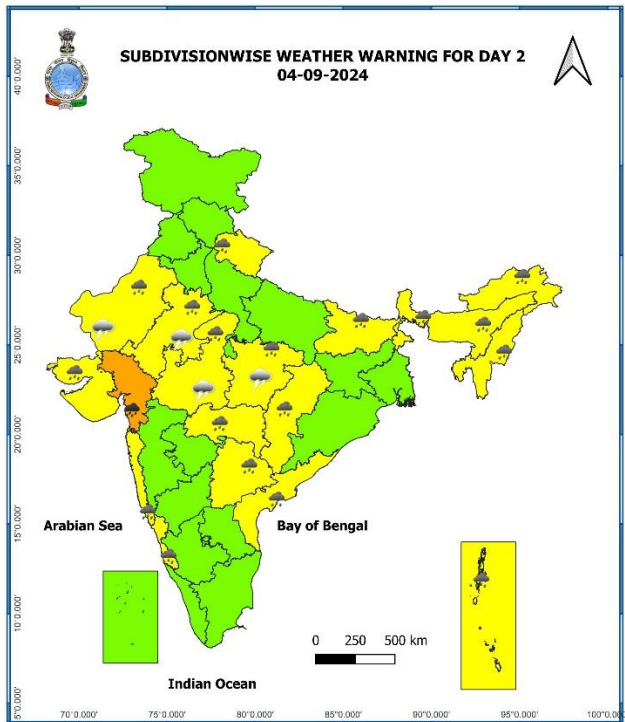 SUBDIVISIONWISE WEATHER WARNING FOR DAY 2
04-09-2024
40°0.000'
35°0.000'
30°0.000'
25°0.000'
20°0.000'
15°0.000'
10°0.000'
5°0.000'
Arabian Sea
Bay of Bengal
0 250 500 km
Indian Ocean
70°0.000' 75°0.000' 80°0.000' 85°0.000' 90°0.000' 95°0.000' 100°0.000